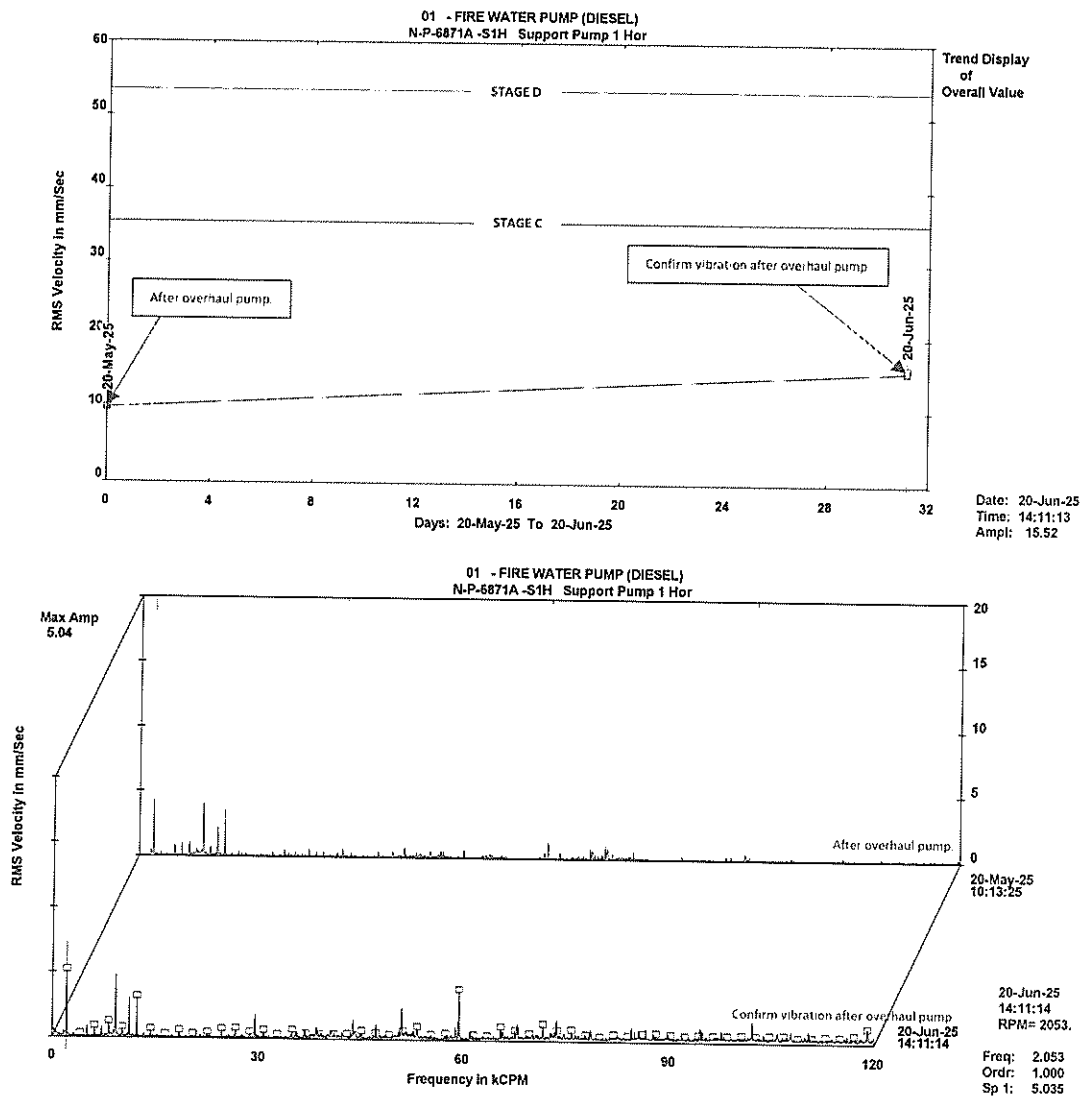 01 - FIRE WATER PUMP (DIESEL)
N-P-6871A -S1H Support Pump 1 Hor
Trend Display
of
Overall Value
RMS Velocity in mm/Sec
60
50
40
30
20
10
0
STAGE D
STAGE C
After overhaul pump.
Confirm vibration after overhaul pump
20-May-25
20-Jun-25
0 4 8 12 16 20 24 28 32
Days: 20-May-25 To 20-Jun-25
Date: 20-Jun-25
Time: 14:11:13
Ampl: 15.52
01 - FIRE WATER PUMP (DIESEL)
N-P-6871A -S1H Support Pump 1 Hor
Max Amp
5.04
RMS Velocity in mm/Sec
20
15
10
5
0
After overhaul pump.
20-May-25
10:13:25
Confirm vibration after overhaul pump
20-Jun-25
14:11:14
0 30 60 90 120
Frequency in kCPM
20-Jun-25
14:11:14
RPM= 2053.
Freq: 2.053
Ordr: 1.000
Sp 1: 5.035